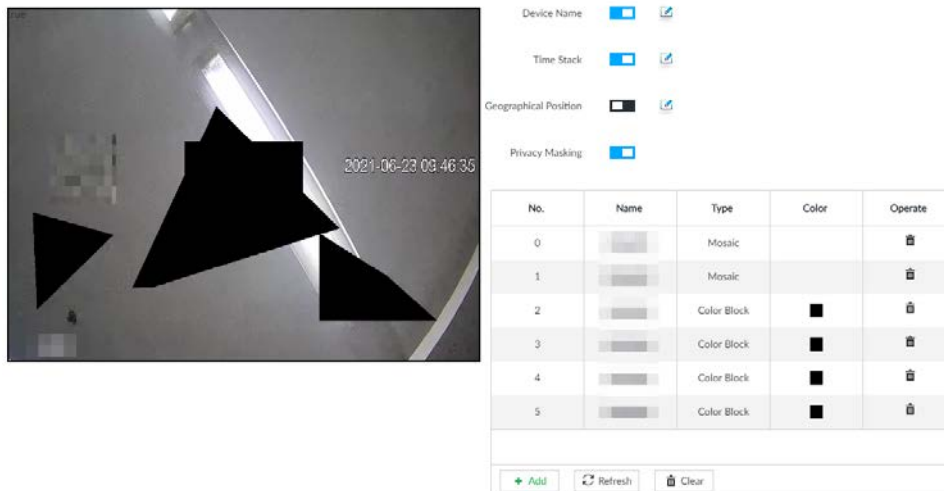 Device Name
Time Stack
Geographical Position
Privacy Masking
2021-06-23 09:46:35
No. Name Type Color Operate
0 Mosaic
1 Mosaic
2 Color Block
3 Color Block
4 Color Block
5 Color Block
+ Add Refresh Clear